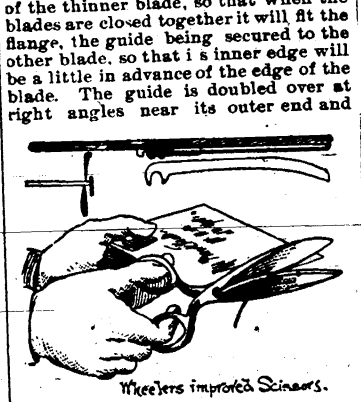 of the thinner blade, so that when the
blades are closed together it will fit the
flange, the guide being secured to the
other blade, so that i s inner edge will
be a little in advance of the edge of the
blade. The guide is doubled over at
right angles near its outer end and
Wheelers improved Scissors.